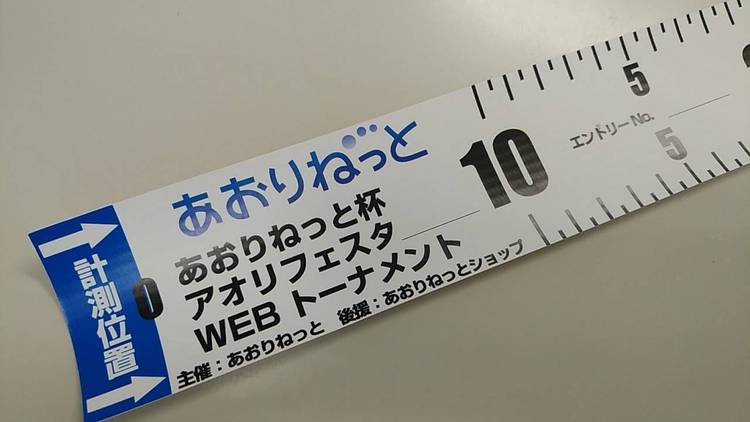 計測位置
0
あおりねっと
あおりねっと杯
アオリフェスタ
WEB トーナメント
主催:あおりねっと 後援:あおりねっとショップ
10
エントリーNo.
5
5